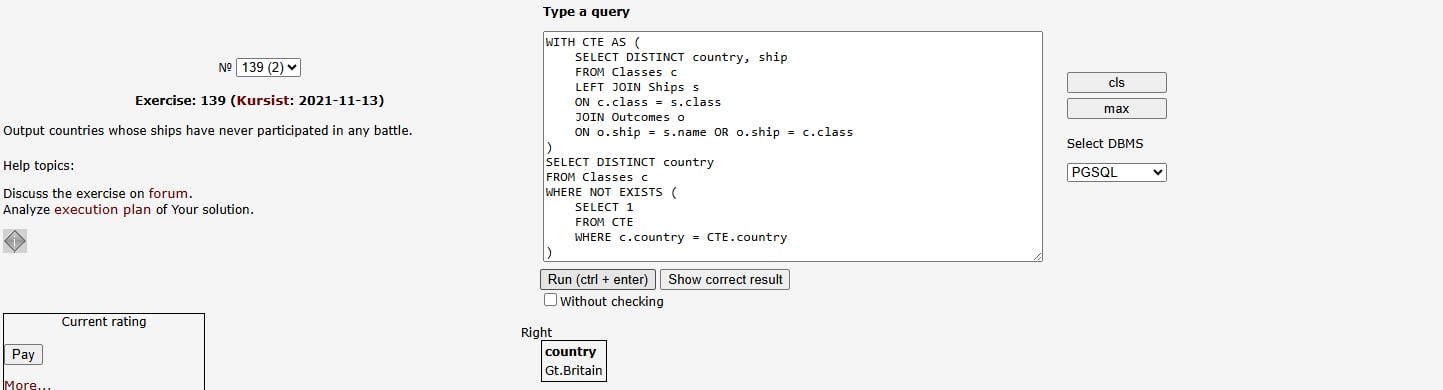 Type a query
WITH CTE AS (
    SELECT DISTINCT country, ship
    FROM Classes c
    LEFT JOIN Ships s
    ON c.class = s.class
    JOIN Outcomes o
    ON o.ship = s.name OR o.ship = c.class
)
SELECT DISTINCT country
FROM Classes c
WHERE NOT EXISTS (
    SELECT 1
    FROM CTE
    WHERE c.country = CTE.country
)
№ 139 (2)
Exercise: 139 (Kursist: 2021-11-13)
Output countries whose ships have never participated in any battle.
Help topics:
Discuss the exercise on forum.
Analyze execution plan of Your solution.
cls
max
Select DBMS
PGSQL
Run (ctrl + enter) Show correct result
Without checking
Current rating
Pay
More...
Right
country
Gt.Britain